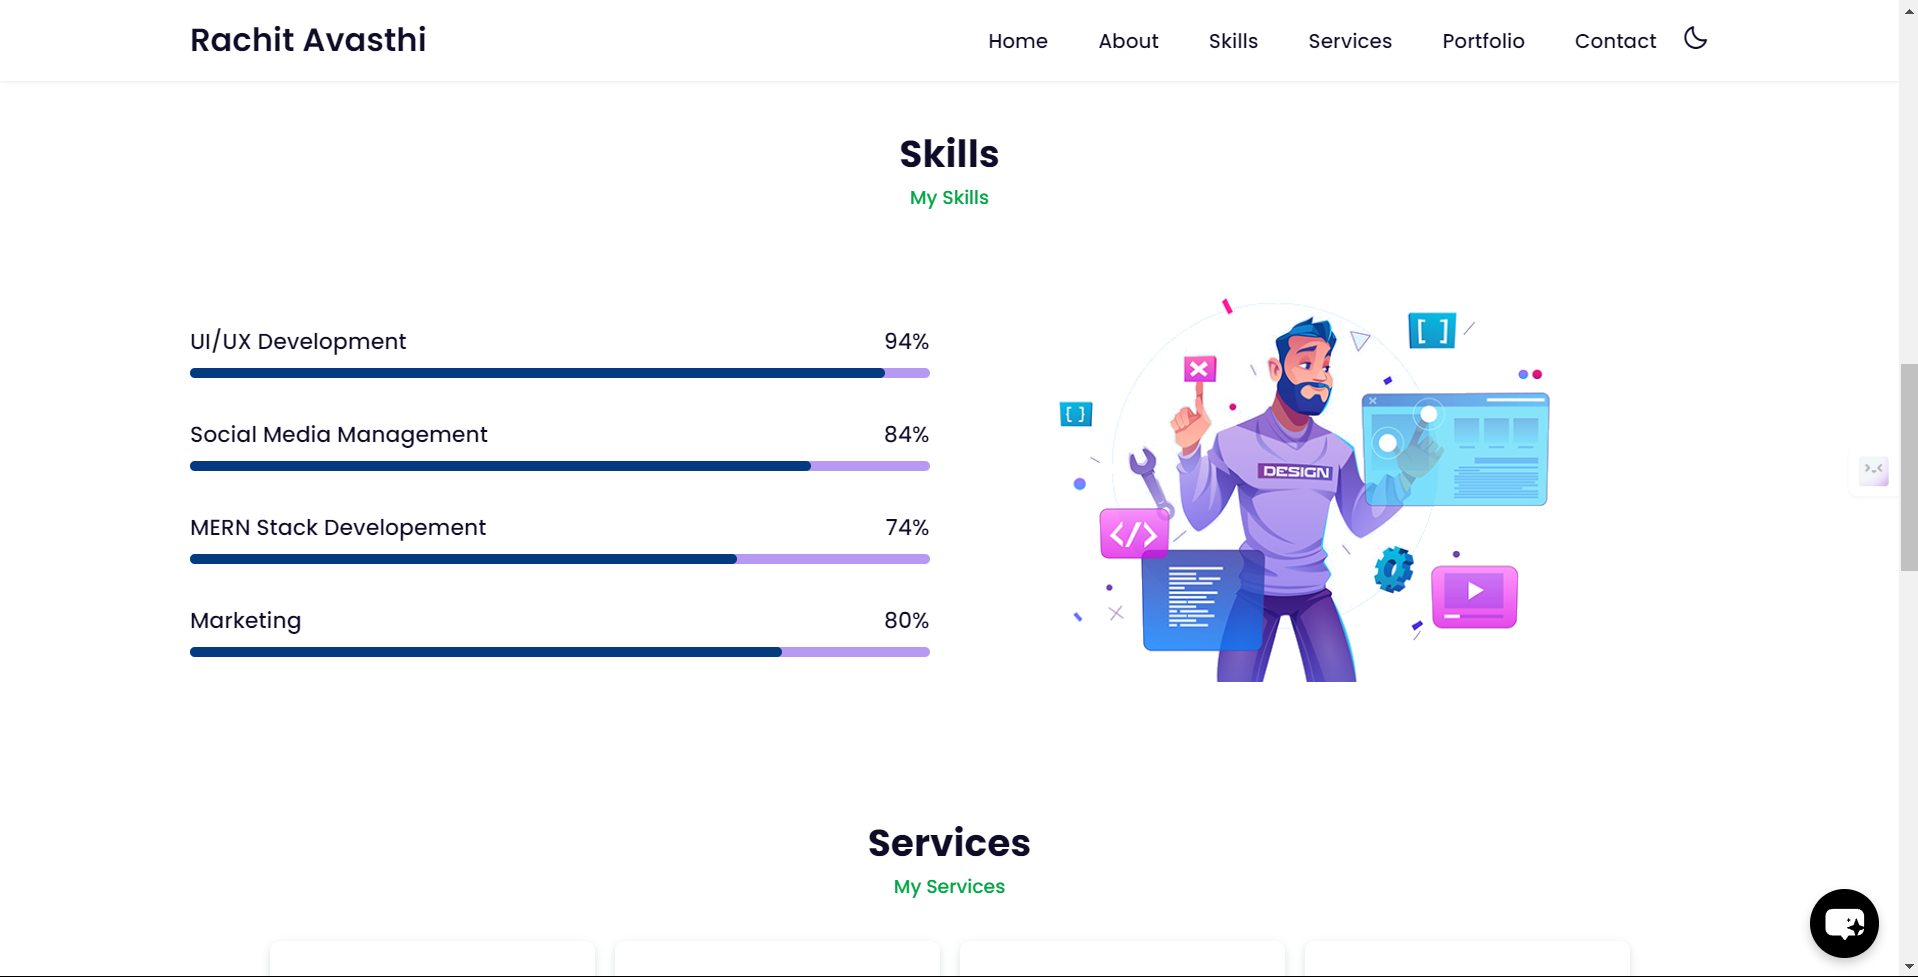 Rachit Avasthi
Home About Skills Services Portfolio Contact
Skills
My Skills
UI/UX Development 94%
Social Media Management 84%
MERN Stack Developement 74%
Marketing 80%
[ ]
{ }
DESIGN
</>
Services
My Services